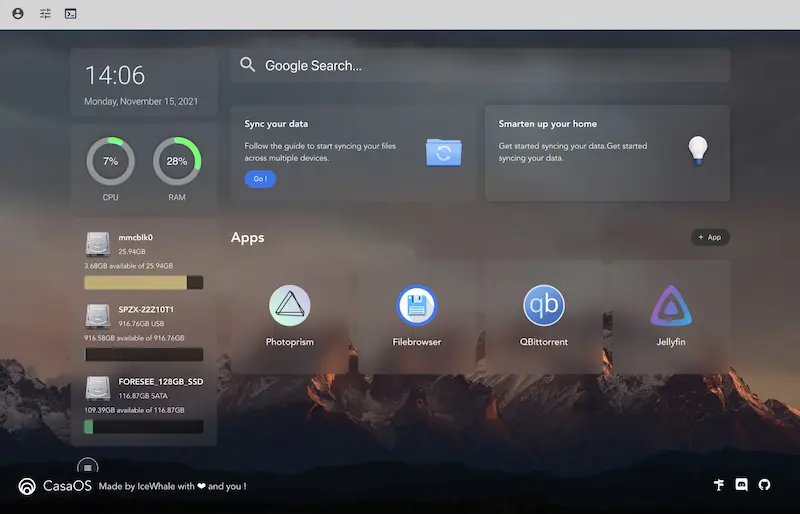 14:06
Monday, November 15, 2021
7%
28%
CPU
RAM
mmcblk0
25.94GB
3.68GB available of 25.94GB
SPZX-22Z10T1
916.76GB USB
916.58GB available of 916.76GB
FORESEE_128GB_SSD
116.87GB SATA
109.39GB available of 116.87GB
Google Search...
Sync your data
Follow the guide to start syncing your files
across multiple devices.
Go !
Smarten up your home
Get started syncing your data.Get started
syncing your data.
Apps
+ App
Photoprism
Filebrowser
qb
QBittorrent
Jellyfin
CasaOS Made by IceWhale with ❤ and you !